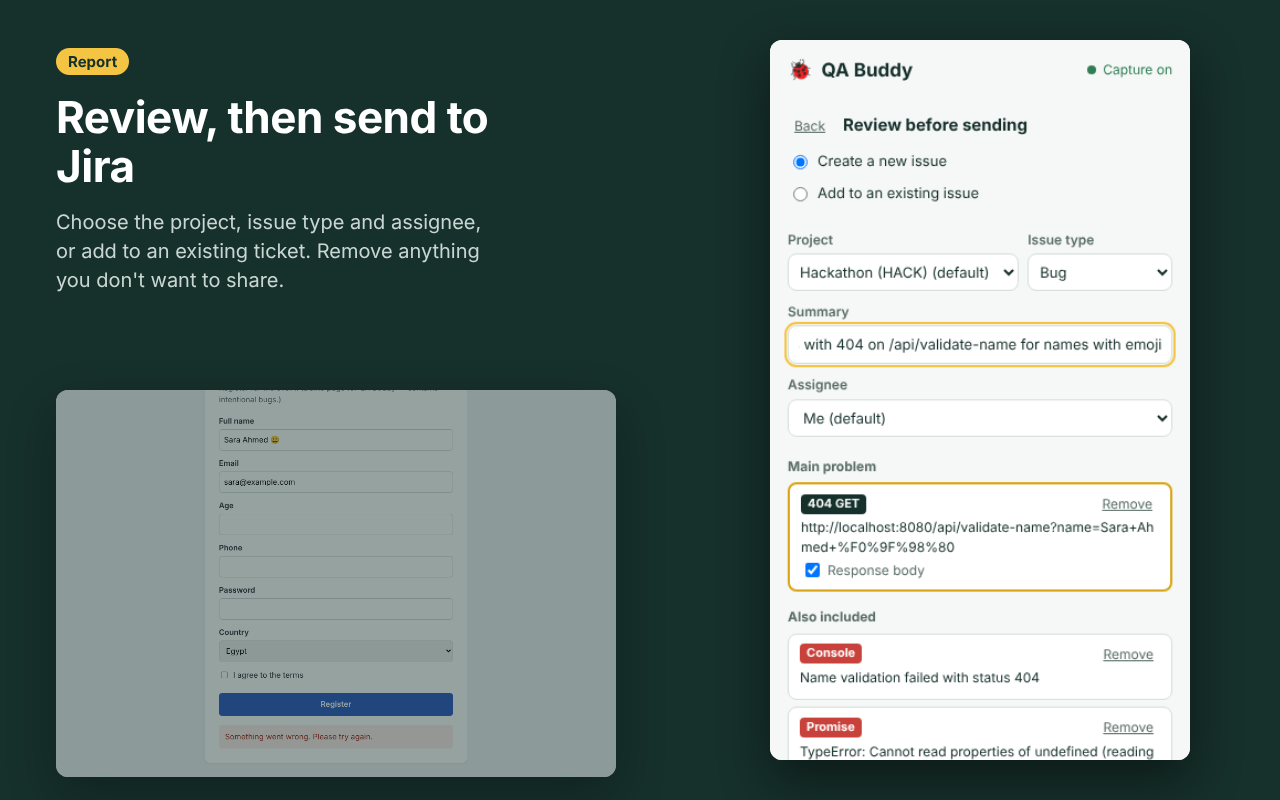 Report
Review, then send to
Jira
Choose the project, issue type and assignee,
or add to an existing ticket. Remove anything
you don't want to share.
intentional bugs.)
Full name
Sara Ahmed 😀
Email
sara@example.com
Age
Phone
Password
Country
Egypt
I agree to the terms
Register
Something went wrong. Please try again.
🐞 QA Buddy
Capture on
Back
Review before sending
Create a new issue
Add to an existing issue
Project
Issue type
Hackathon (HACK) (default)
Bug
Summary
with 404 on /api/validate-name for names with emoji
Assignee
Me (default)
Main problem
404 GET
Remove
http://localhost:8080/api/validate-name?name=Sara+Ah
med+%F0%9F%98%80
Response body
Also included
Console
Remove
Name validation failed with status 404
Promise
Remove
TypeError: Cannot read properties of undefined (reading